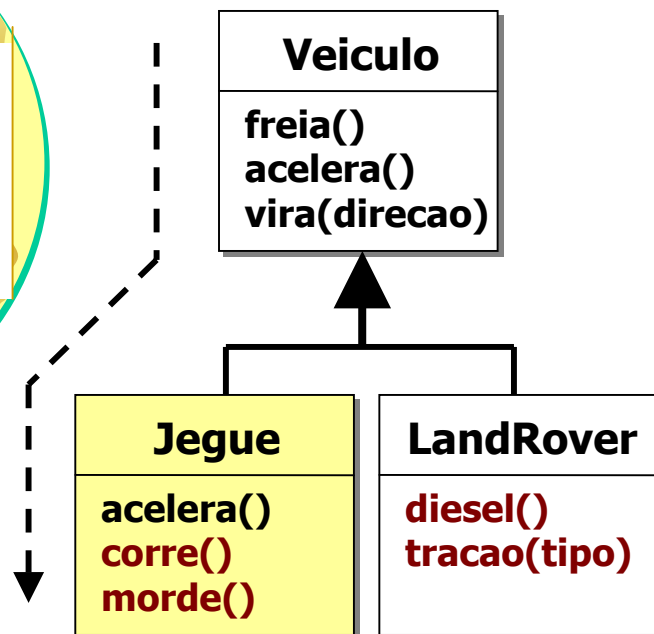 Veiculo
freia()
acelera()
vira(direcao)
Jegue
acelera()
corre()
morde()
LandRover
diesel()
tracao(tipo)